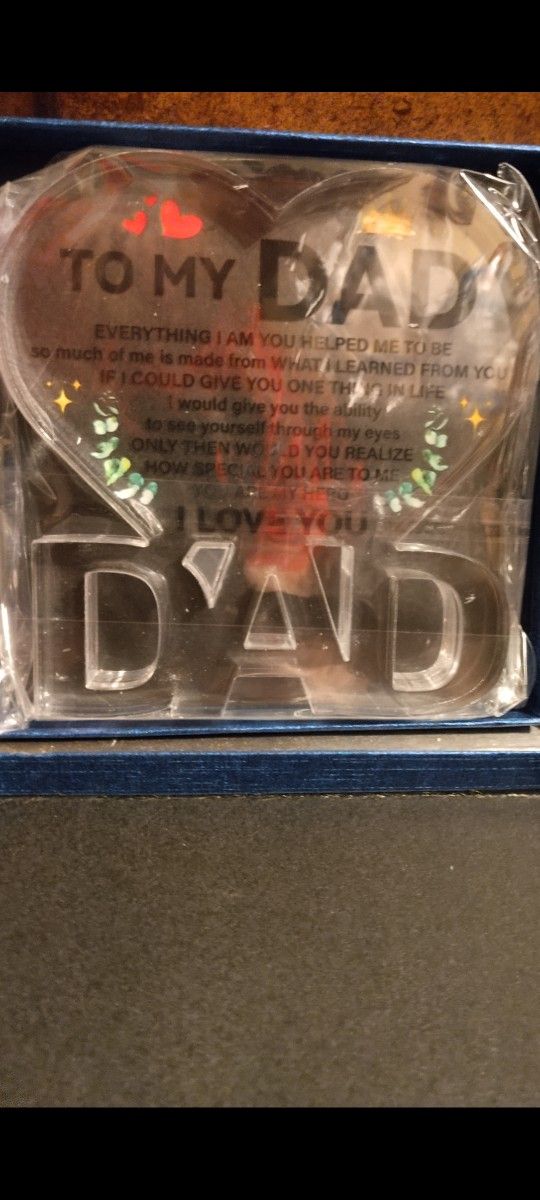 TO MY DAD
EVERYTHING I AM YOU HELPED ME TO BE
so much of me is made from WHAT I LEARNED FROM YOU
IF I COULD GIVE YOU ONE THING IN LIFE
I would give you the ability
to see yourself through my eyes
ONLY THEN WOULD YOU REALIZE
HOW SPECIAL YOU ARE TO ME
YOU ARE MY HERO
I LOVE YOU
DAD